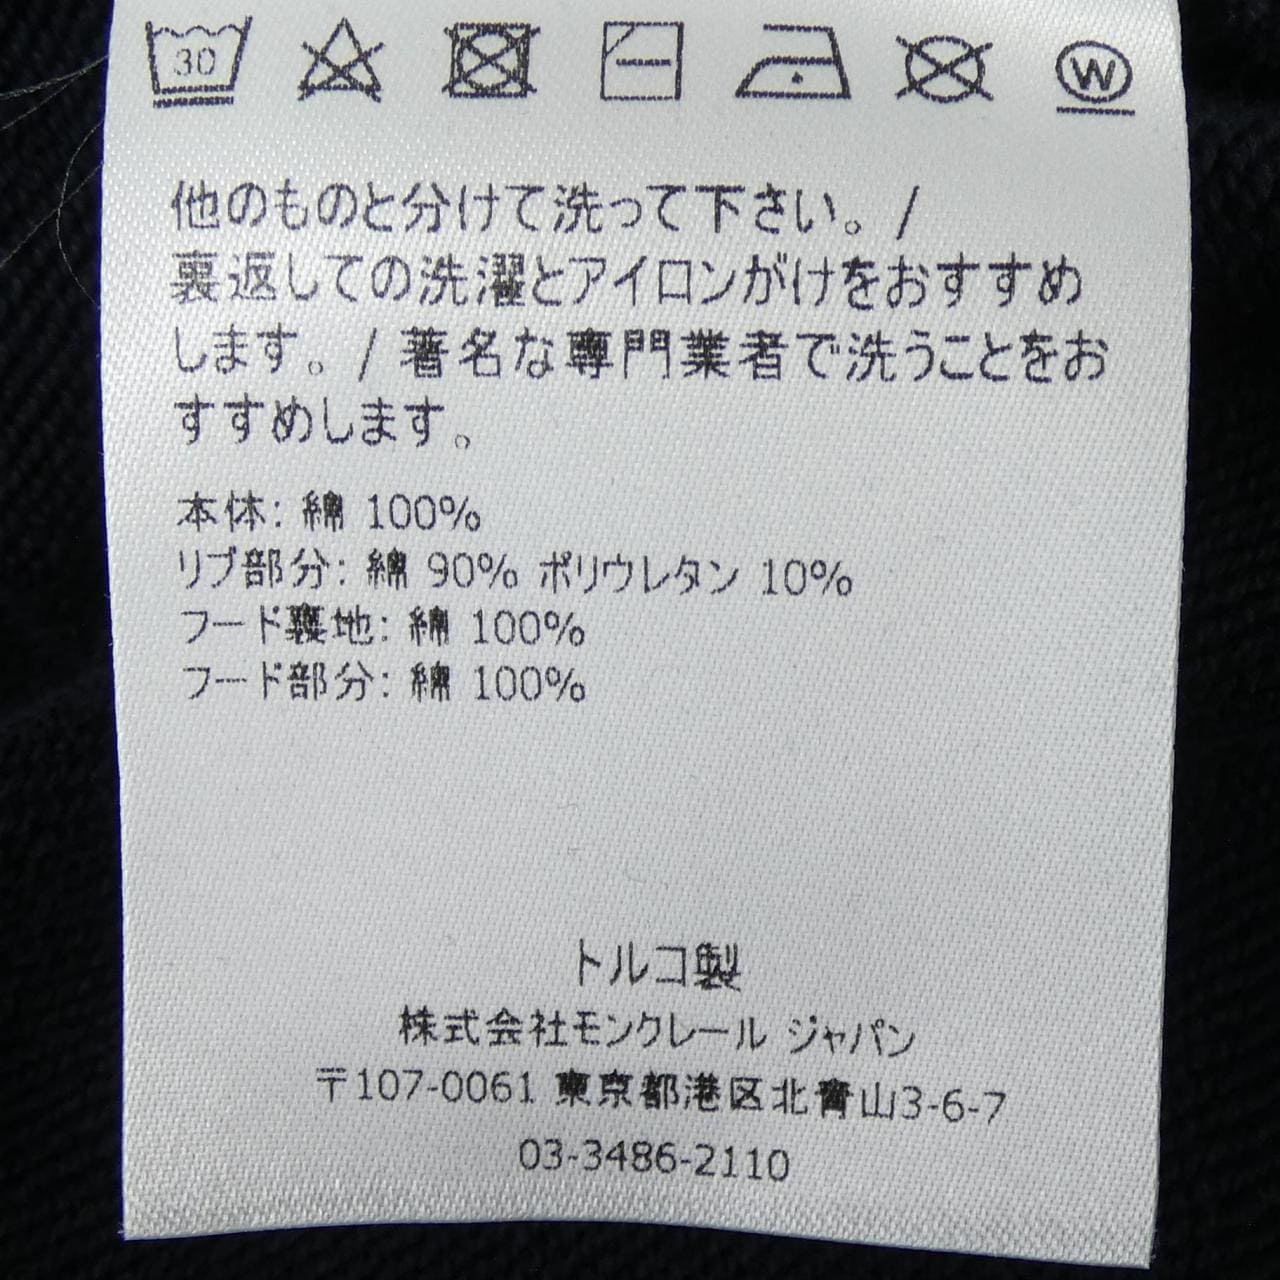 30
W
他のものと分けて洗って下さい。/
裏返しての洗濯とアイロンがけをおすすめ
します。/ 著名な専門業者で洗うことをお
すすめします。
本体: 綿 100%
リブ部分: 綿 90% ポリウレタン 10%
フード裏地: 綿 100%
フード部分: 綿 100%
トルコ製
株式会社モンクレール ジャパン
〒107-0061 東京都港区北青山3-6-7
03-3486-2110